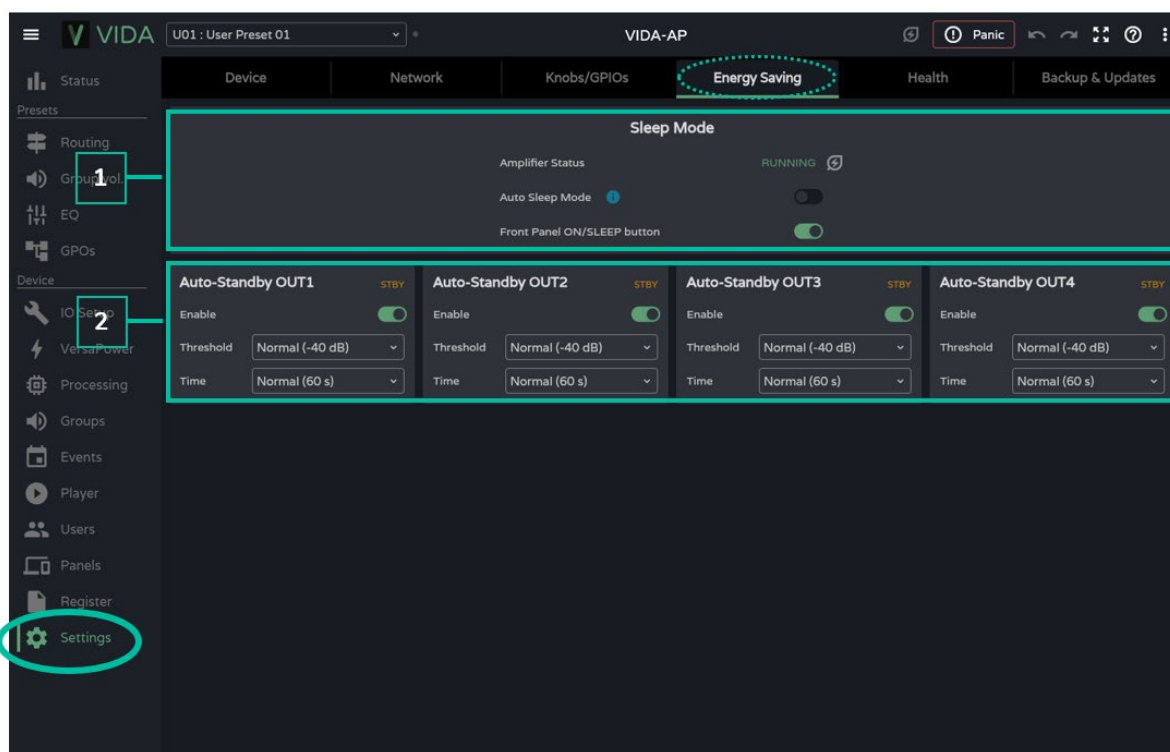 VIDA
U01 : User Preset 01
VIDA-AP
Panic
Status
Device
Network
Knobs/GPIOs
Energy Saving
Health
Backup & Updates
Presets
Routing
Group vol.
EQ
GPOs
1
Sleep Mode
Amplifier Status
RUNNING
Auto Sleep Mode
Front Panel ON/SLEEP button
Device
IO Setup
VersaPower
Processing
Groups
Events
Player
Users
Panels
Register
Settings
2
Auto-Standby OUT1
STBY
Enable
Threshold
Normal (-40 dB)
Time
Normal (60 s)
Auto-Standby OUT2
STBY
Enable
Threshold
Normal (-40 dB)
Time
Normal (60 s)
Auto-Standby OUT3
STBY
Enable
Threshold
Normal (-40 dB)
Time
Normal (60 s)
Auto-Standby OUT4
STBY
Enable
Threshold
Normal (-40 dB)
Time
Normal (60 s)